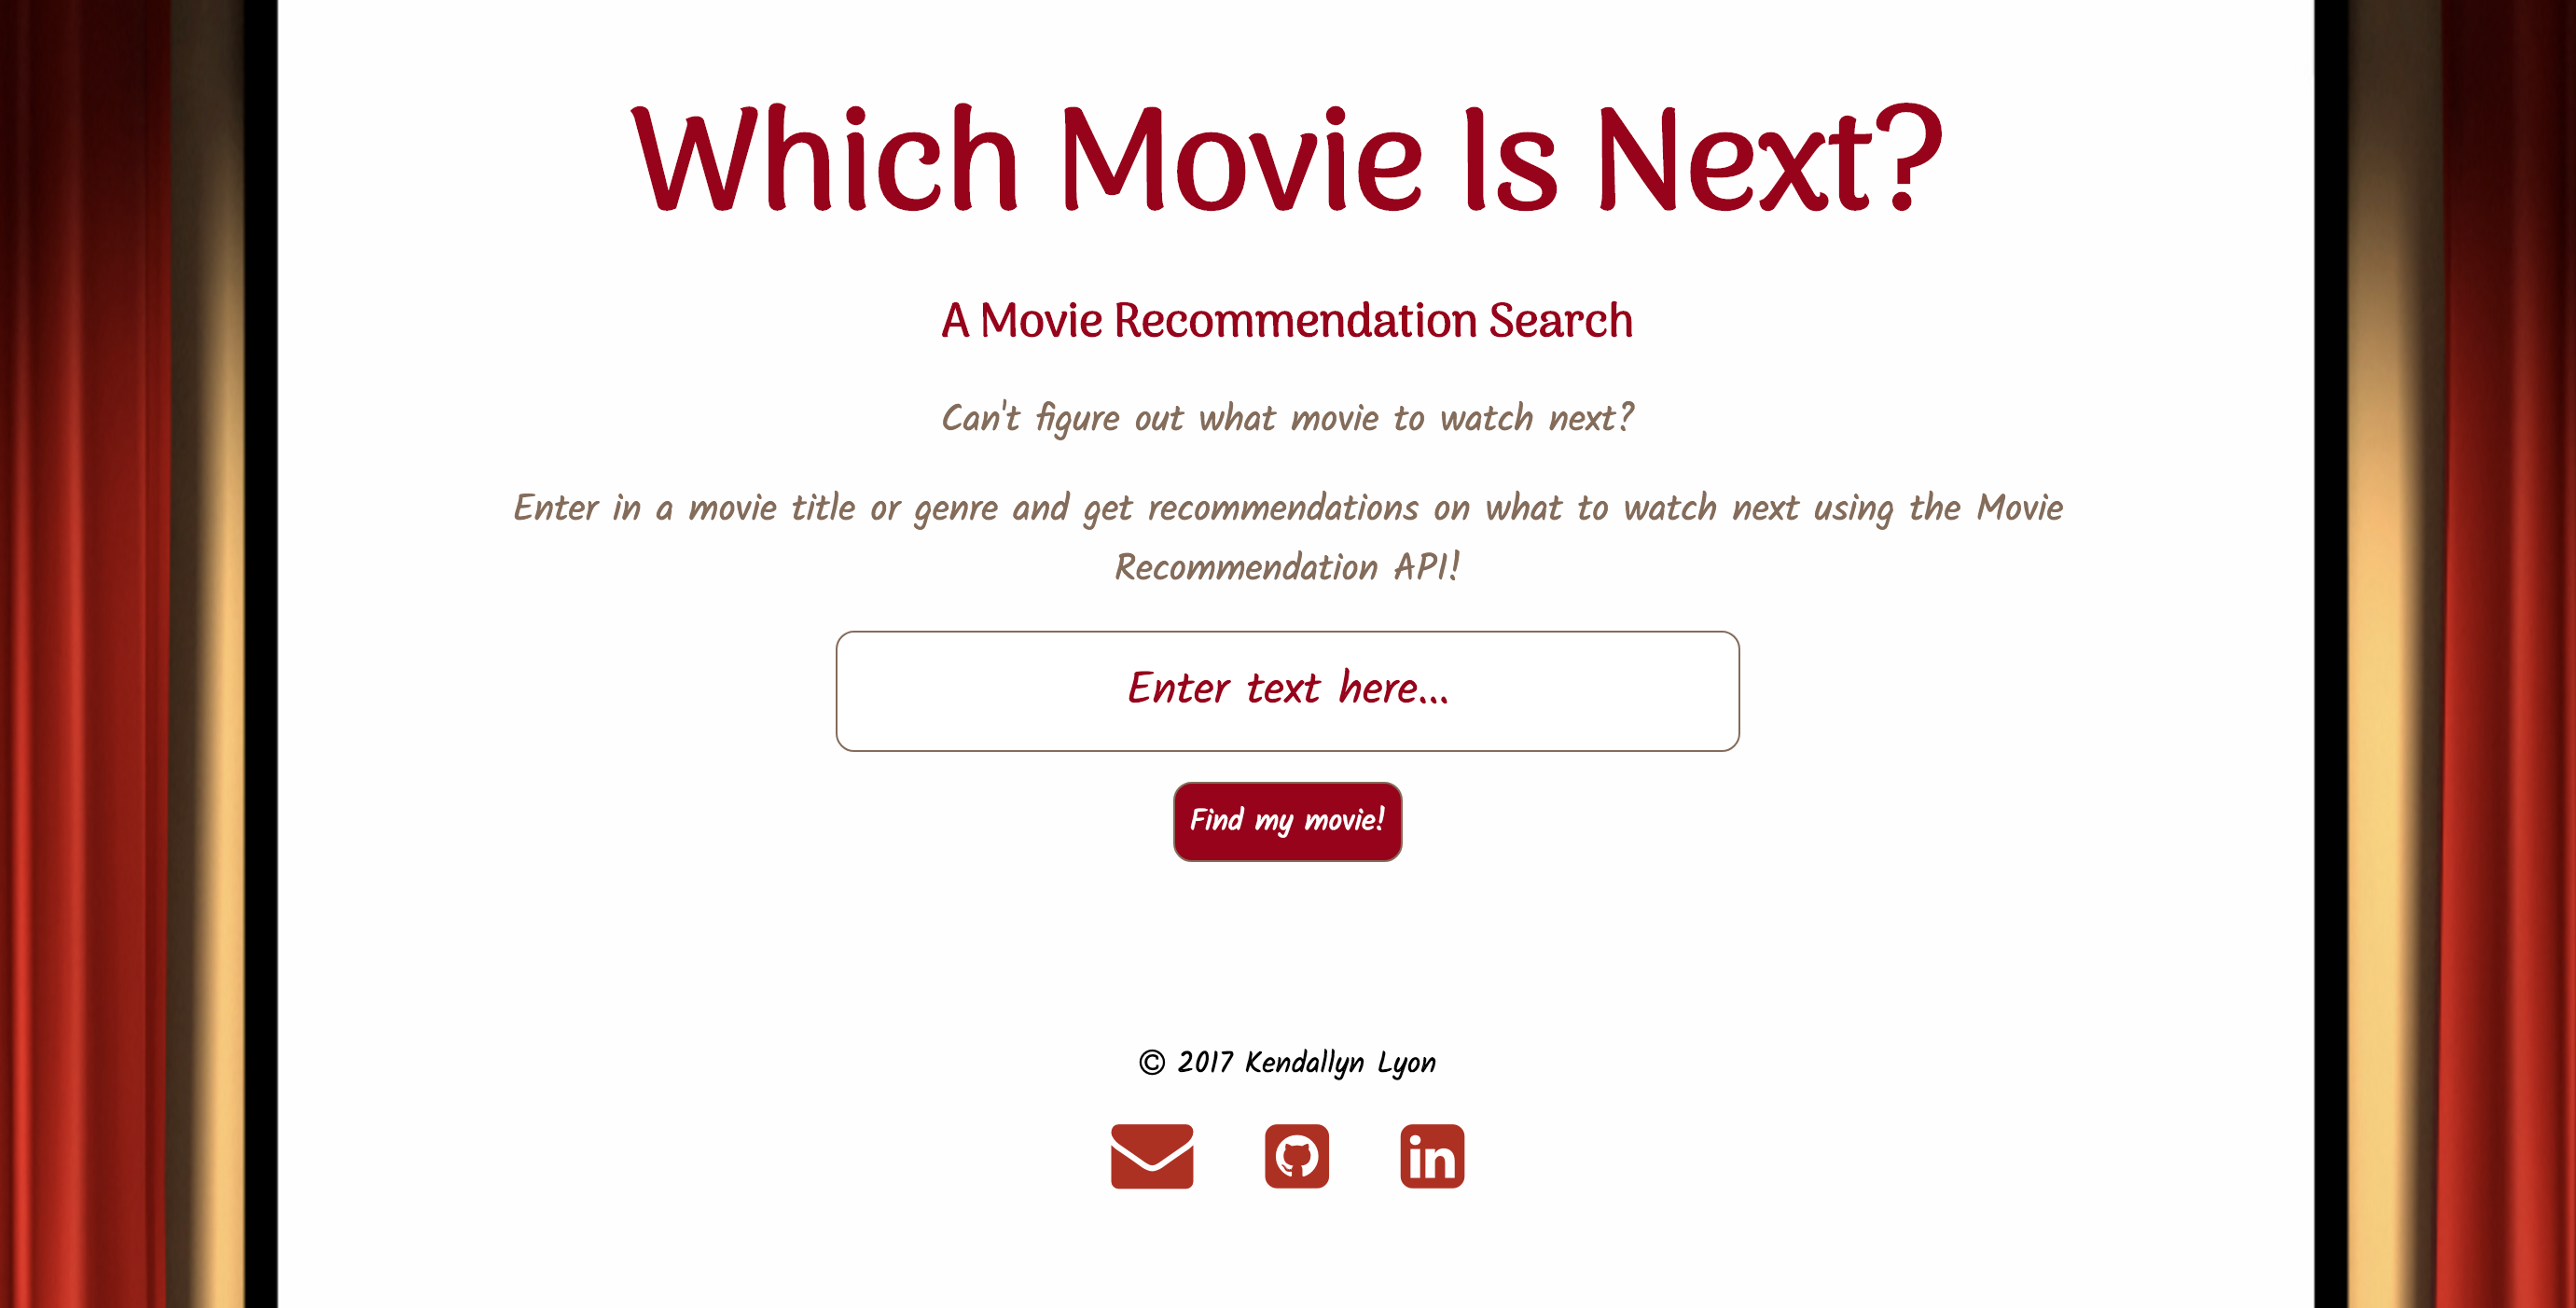 Which Movie Is Next?
A Movie Recommendation Search
Can't figure out what movie to watch next?
Enter in a movie title or genre and get recommendations on what to watch next using the Movie
Recommendation API!
Enter text here...
Find my movie!
© 2017 Kendallyn Lyon
in